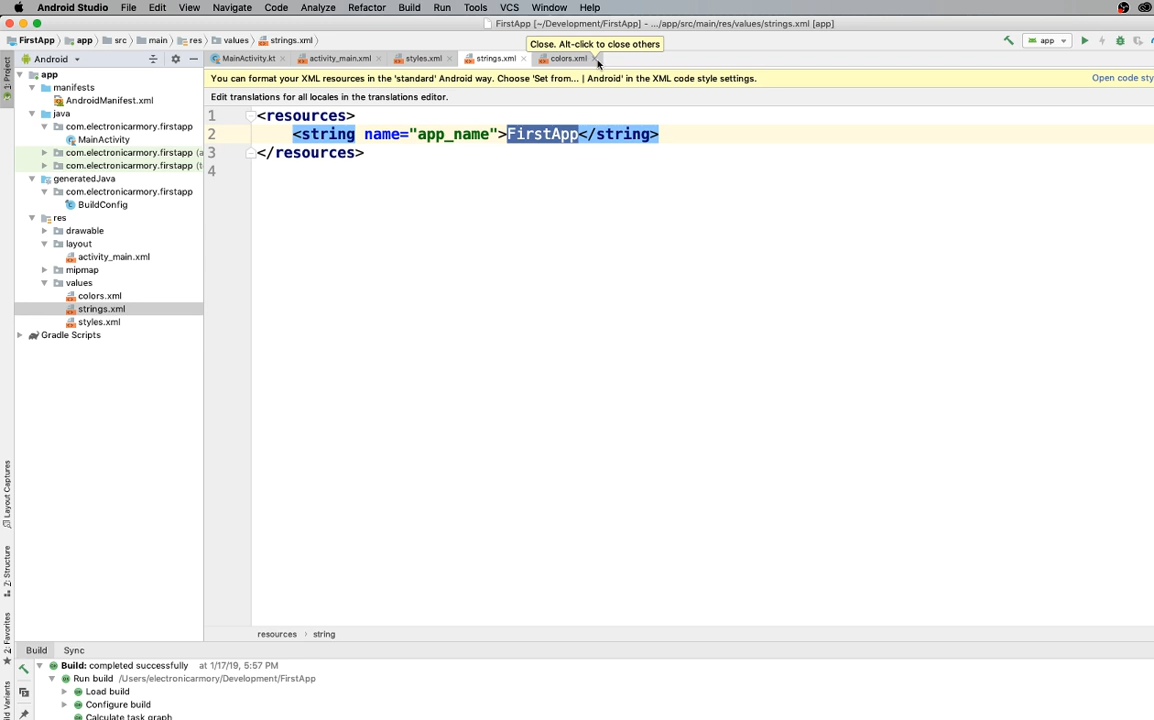 Android Studio File Edit View Navigate Code Analyze Refactor Build Run Tools VCS Window Help
FirstApp [~/Development/FirstApp] - .../app/src/main/res/values/strings.xml [app]
FirstApp app src main res values strings.xml
Close. Alt-click to close others
app
1: Project
Android
MainActivity.kt activity_main.xml styles.xml strings.xml colors.xml
You can format your XML resources in the 'standard' Android way. Choose 'Set from... | Android' in the XML code style settings.
Open code sty
Edit translations for all locales in the translations editor.
app
manifests
AndroidManifest.xml
java
com.electronicarmory.firstapp
MainActivity
com.electronicarmory.firstapp (a
com.electronicarmory.firstapp (t
generatedJava
com.electronicarmory.firstapp
BuildConfig
res
drawable
layout
activity_main.xml
mipmap
values
colors.xml
strings.xml
styles.xml
Gradle Scripts
1 <resources>
2 <string name="app_name">FirstApp</string>
3 </resources>
4
Layout Captures
Z: Structure
2: Favorites
ld Variants
resources › string
Build Sync
Build: completed successfully at 1/17/19, 5:57 PM
Run build /Users/electronicarmory/Development/FirstApp
Load build
Configure build
Calculate task graph